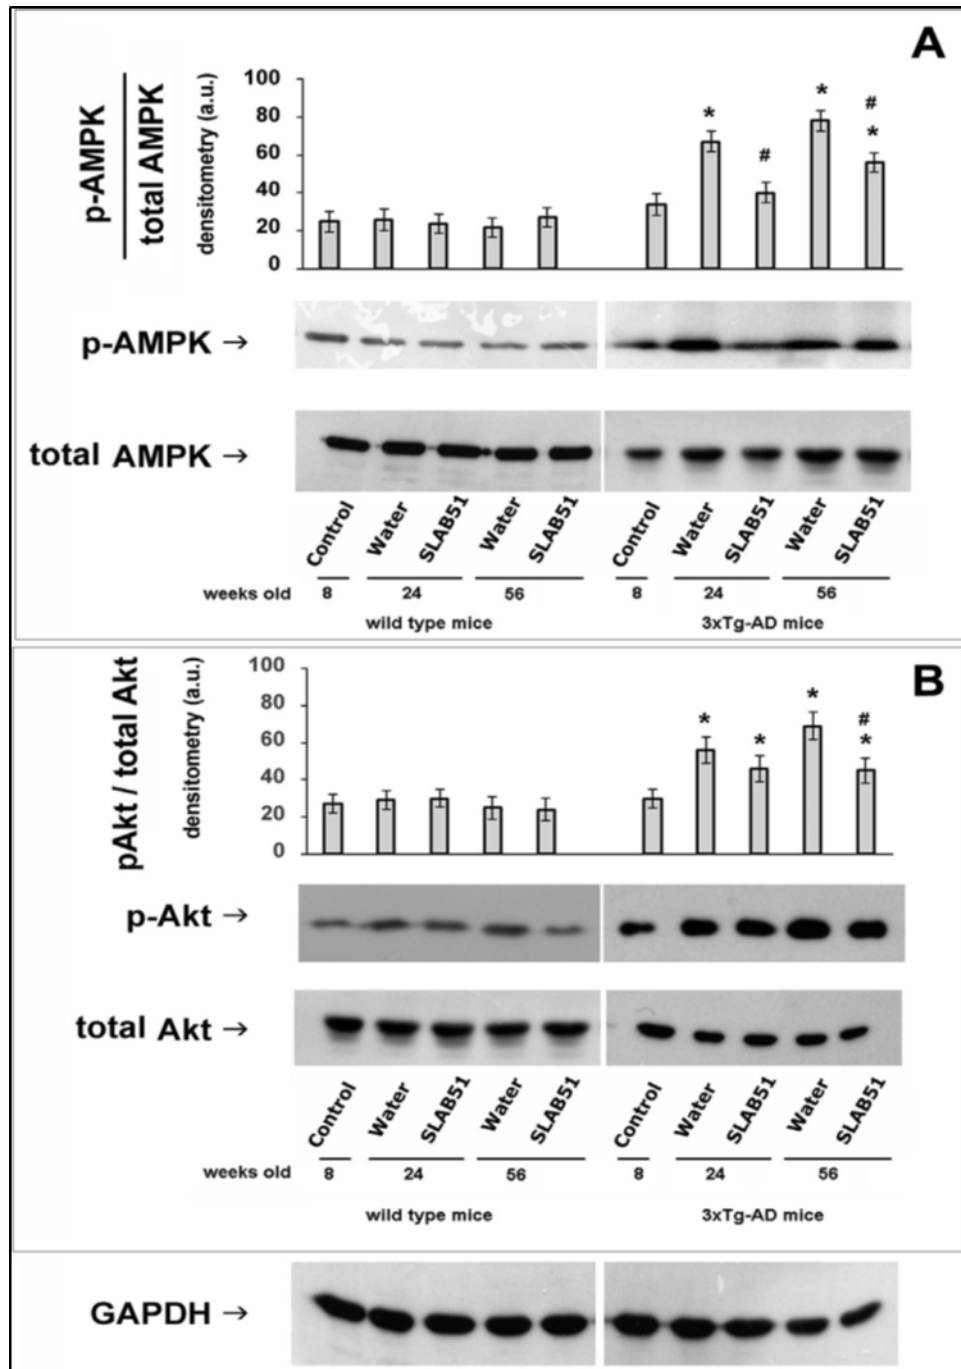 A
p-AMPK
total AMPK
densitometry (a.u.)
100
80
60
40
20
0
* # * # *
p-AMPK →
total AMPK →
Control Water SLAB51 Water SLAB51 Control Water SLAB51 Water SLAB51
weeks old 8 24 56 8 24 56
wild type mice 3xTg-AD mice
B
pAkt / total Akt
densitometry (a.u.)
100
80
60
40
20
0
* * * # *
p-Akt →
total Akt →
Control Water SLAB51 Water SLAB51 Control Water SLAB51 Water SLAB51
weeks old 8 24 56 8 24 56
wild type mice 3xTg-AD mice
GAPDH →